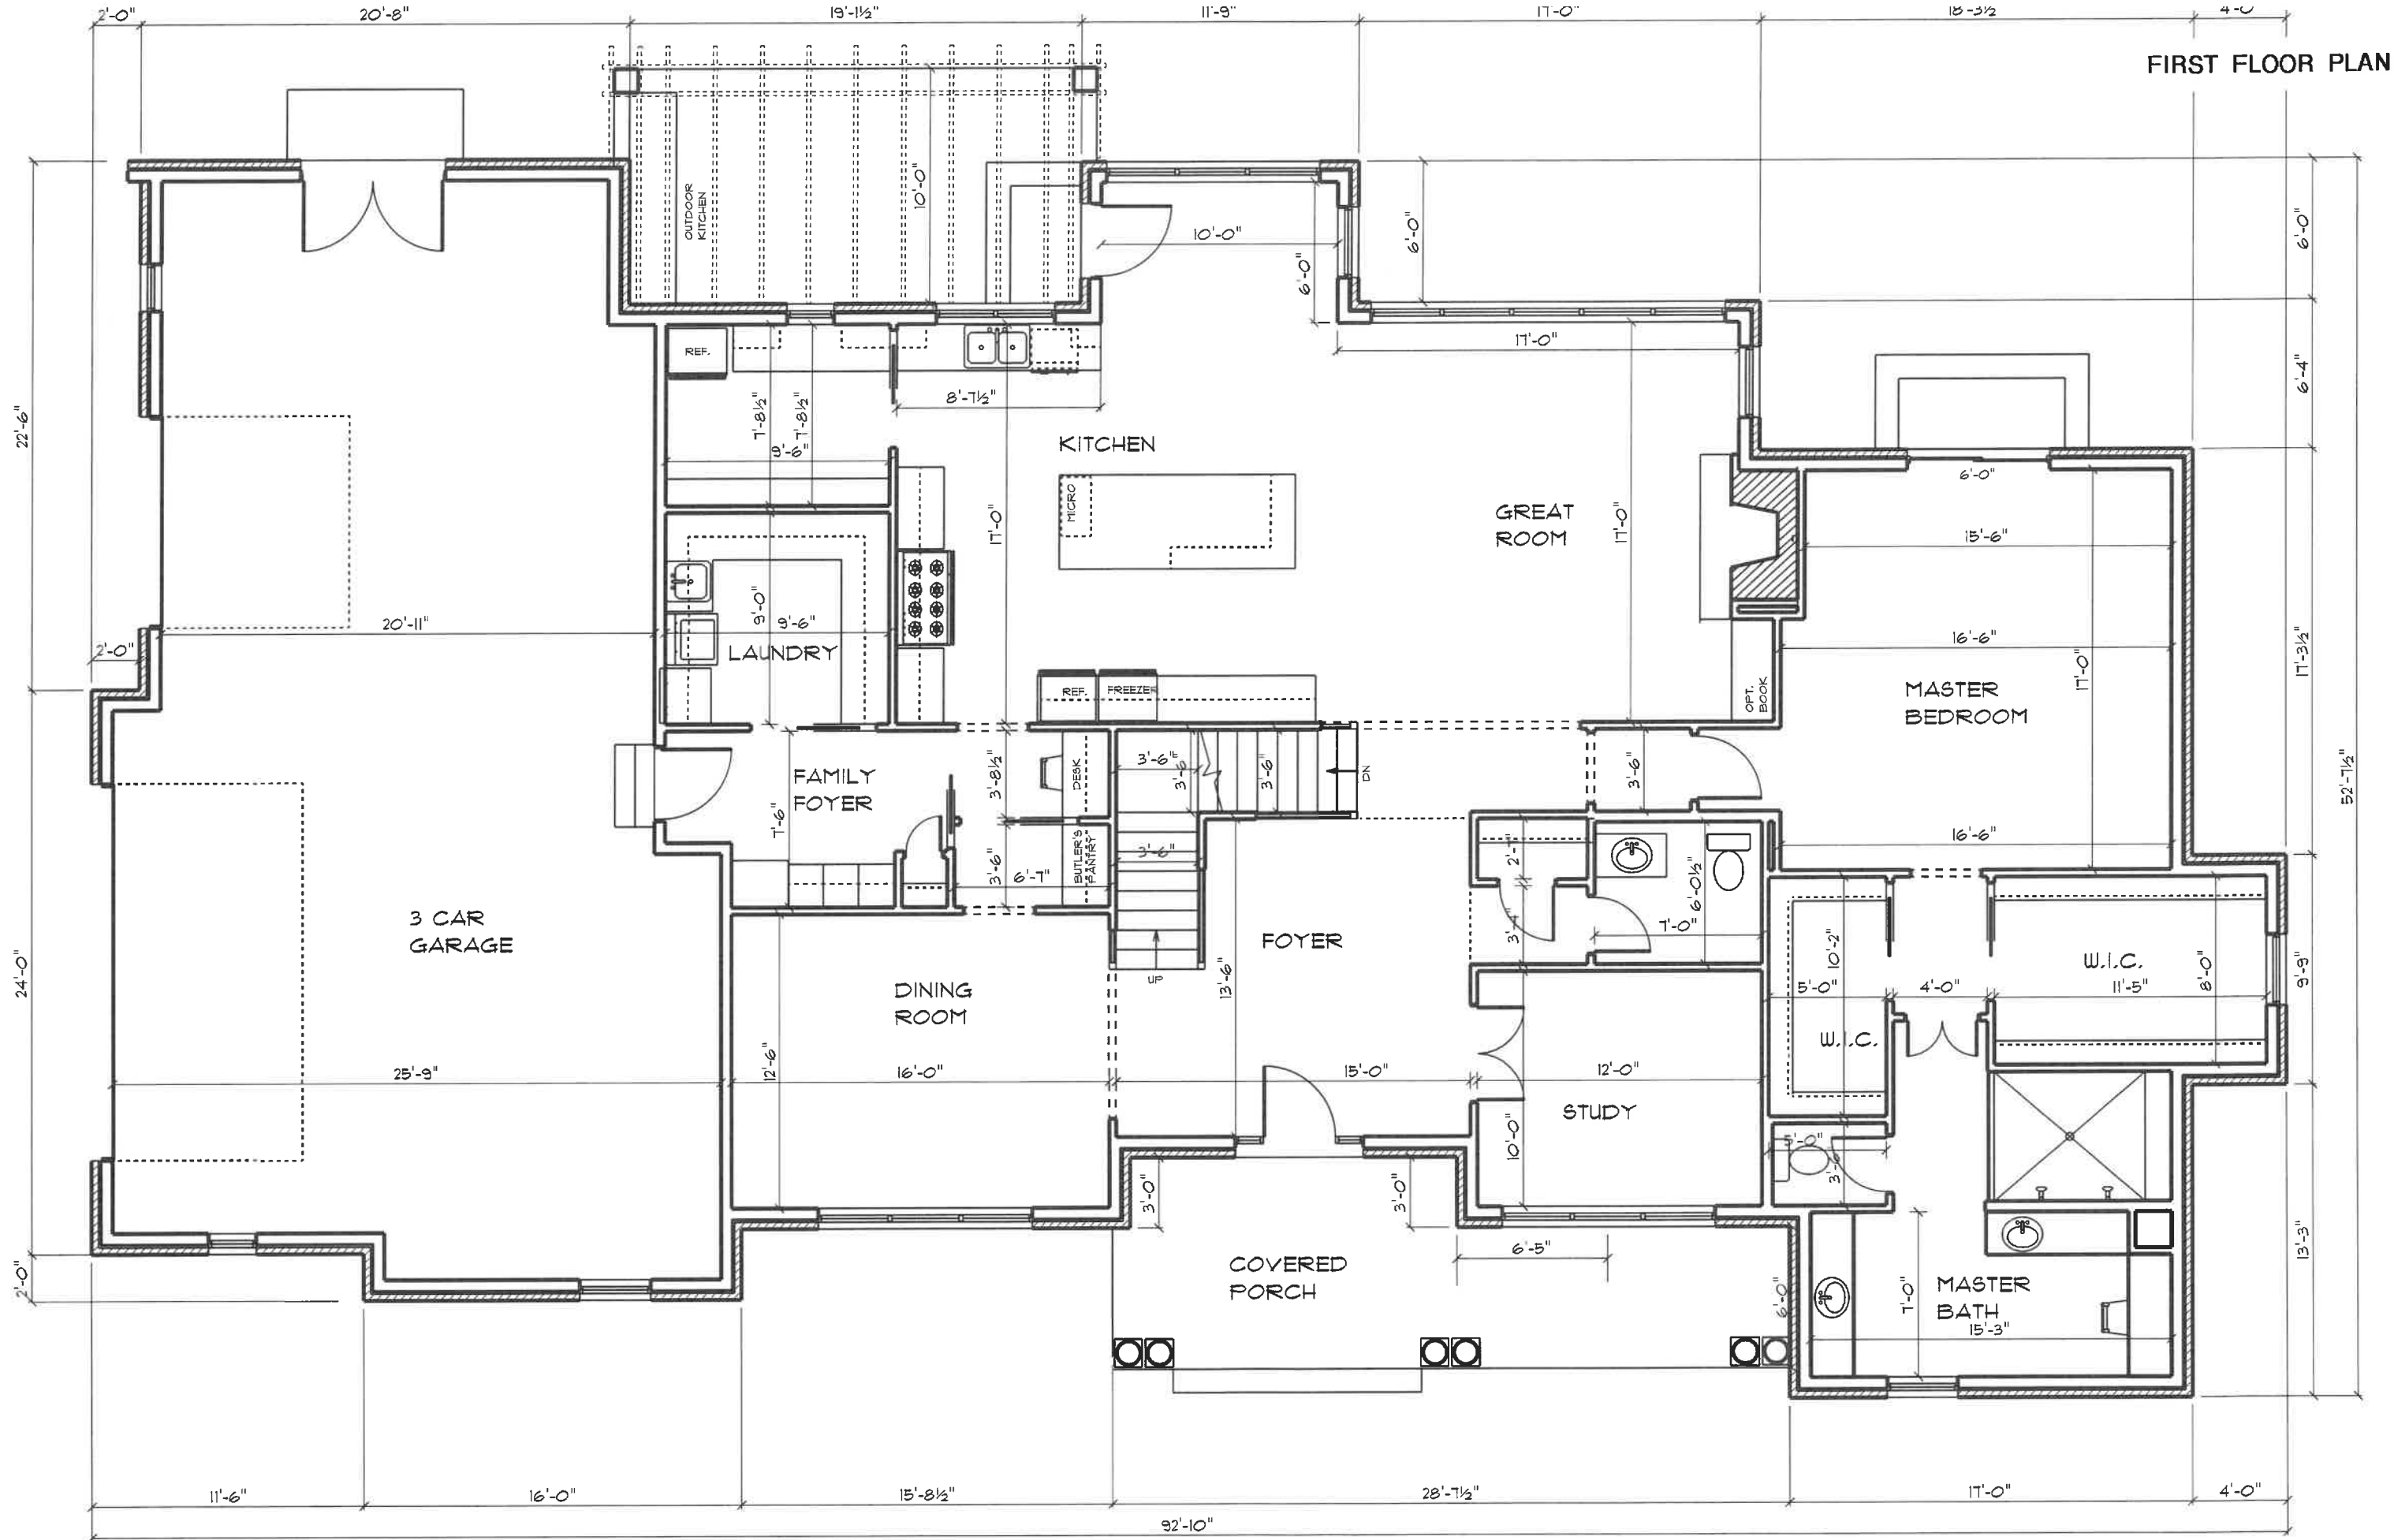 2'-0" 20'-8" 19'-1½" 11'-9" 17'-0" 18'-3½ 4'-0
FIRST FLOOR PLAN
OUTDOOR
KITCHEN
10'-0"
10'-0"
6'-0"
6'-0"
6'-0"
17'-0"
6'-4"
22'-6"
REF.
7'-8½"
7'-8½"
9'-6"
8'-7½"
KITCHEN
MICRO
17'-0"
GREAT
ROOM
17'-0"
6'-0"
15'-6"
20'-11"
2'-0"
9'-0"
9'-6"
LAUNDRY
16'-6"
17'-0"
17'-3½"
REF.
FREEZER
OPT.
BOOK
MASTER
BEDROOM
FAMILY
FOYER
7'-6"
3'-8½"
DESK
3'-6"
3'-6"
3'-6"
DN
3'-6"
52'-7½"
3'-6"
BUTLER'S
PANTRY
6'-7"
3'-6"
2'-7"
6'-0½"
16'-6"
3 CAR
GARAGE
24'-0"
FOYER
3'-4"
7'-0"
10'-2"
W.I.C.
8'-0"
9'-9"
UP
13'-6"
DINING
ROOM
5'-0"
4'-0"
11'-5"
W.I.C.
25'-9"
12'-6"
16'-0"
15'-0"
12'-0"
STUDY
10'-0"
5'-0"
3'-0"
3'-0"
2'-0"
6'-5"
COVERED
PORCH
6'-0"
7'-0"
MASTER
BATH
15'-3"
13'-3"
11'-6" 16'-0" 15'-8½" 28'-7½" 17'-0" 4'-0"
92'-10"